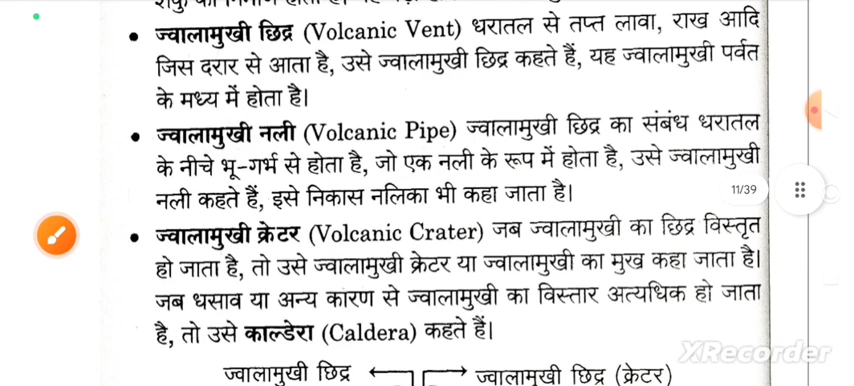 • ज्वालामुखी छिद्र (Volcanic Vent) धरातल से तप्त लावा, राख आदि
जिस दरार से आता है, उसे ज्वालामुखी छिद्र कहते हैं, यह ज्वालामुखी पर्वत
के मध्य में होता है।
• ज्वालामुखी नली (Volcanic Pipe) ज्वालामुखी छिद्र का संबंध धरातल
के नीचे भू-गर्भ से होता है, जो एक नली के रूप में होता है, उसे ज्वालामुखी
नली कहते हैं, इसे निकास नलिका भी कहा जाता है।
11/39
• ज्वालामुखी क्रेटर (Volcanic Crater) जब ज्वालामुखी का छिद्र विस्तृत
हो जाता है, तो उसे ज्वालामुखी क्रेटर या ज्वालामुखी का मुख कहा जाता है।
जब धसाव या अन्य कारण से ज्वालामुखी का विस्तार अत्यधिक हो जाता
है, तो उसे काल्डेरा (Caldera) कहते हैं।
XRecorder
ज्वालामुखी छिद्र ज्वालामुखी छिद्र (क्रेटर)